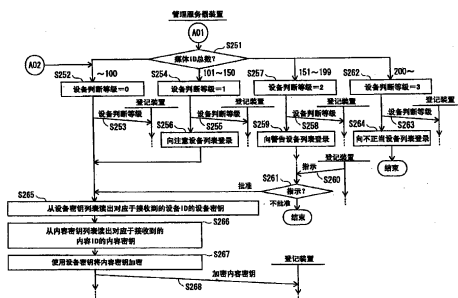 管理服务器装置
A01
A02
S251
媒体ID总数?
S252
~100
S254
101~150
S257
151~199
S262
200~
设备判断等级=0
设备判断等级=1
设备判断等级=2
设备判断等级=3
登记装置
登记装置
登记装置
登记装置
设备判断等级
S253
设备判断等级
S255
设备判断等级
S258
设备判断等级
S263
S256
向注意设备列表登录
S259
向警告设备列表登录
S264
向不正当设备列表登录
结束
登记装置
指示
S260
S261
指示?
批准
不批准
结束
S265
从设备密钥列表读出对应于接收到的设备ID的设备密钥
S266
从内容密钥列表读出对应于接收到的
内容ID的内容密钥
S267
使用设备密钥将内容密钥加密
登记装置
加密内容密钥
S268